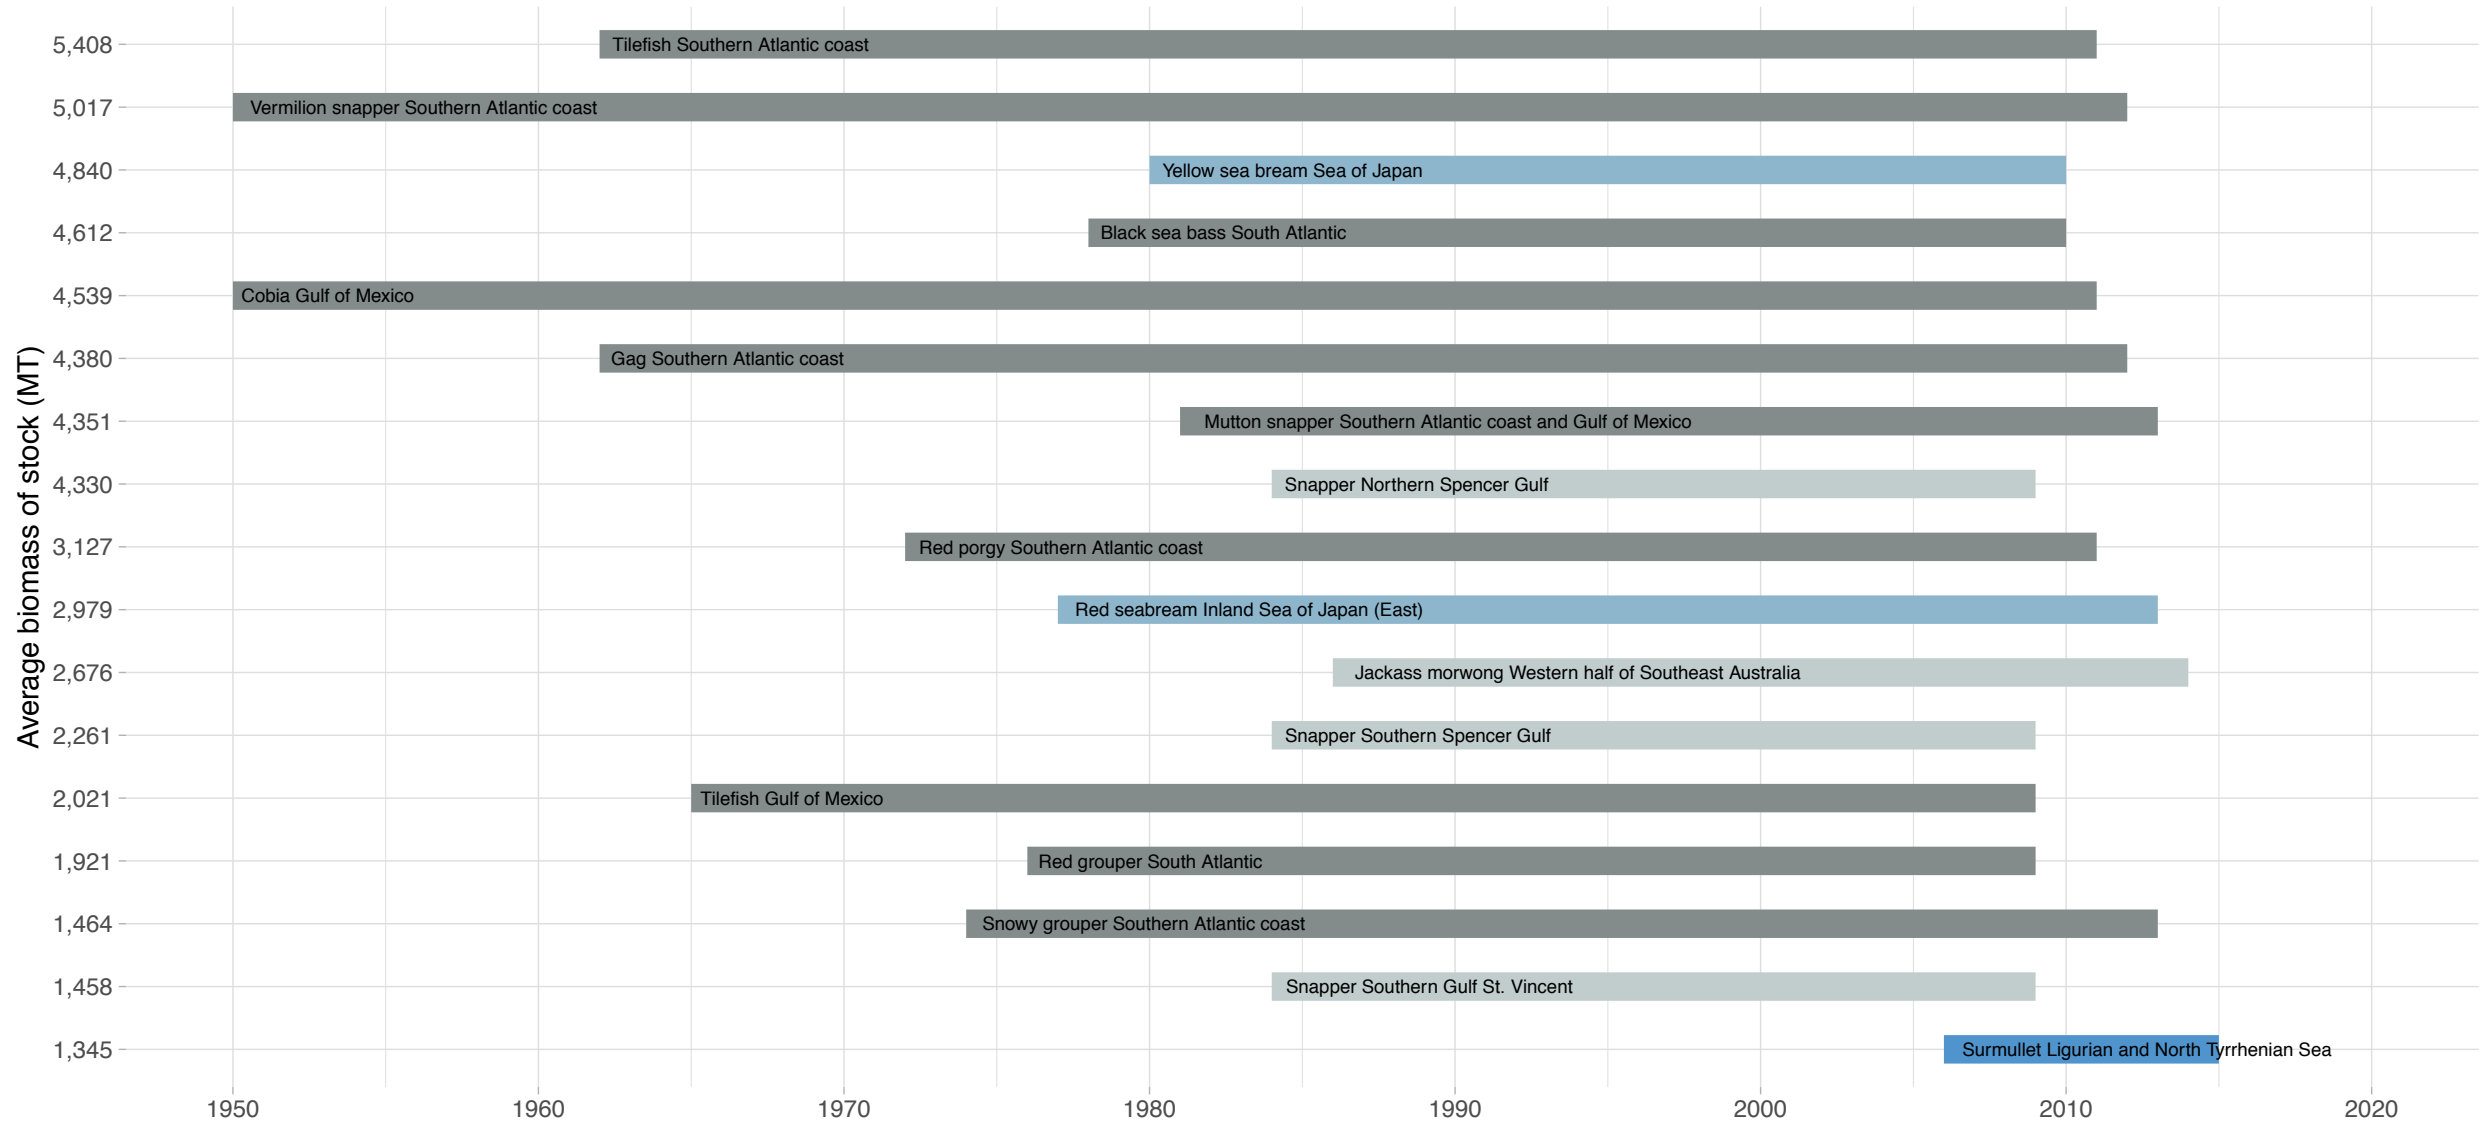 5,408 Tilefish Southern Atlantic coast
5,017 Vermilion snapper Southern Atlantic coast
4,840 Yellow sea bream Sea of Japan
4,612 Black sea bass South Atlantic
4,539 Cobia Gulf of Mexico
4,380 Gag Southern Atlantic coast
4,351 Mutton snapper Southern Atlantic coast and Gulf of Mexico
4,330 Snapper Northern Spencer Gulf
3,127 Red porgy Southern Atlantic coast
2,979 Red seabream Inland Sea of Japan (East)
2,676 Jackass morwong Western half of Southeast Australia
2,261 Snapper Southern Spencer Gulf
2,021 Tilefish Gulf of Mexico
1,921 Red grouper South Atlantic
1,464 Snowy grouper Southern Atlantic coast
1,458 Snapper Southern Gulf St. Vincent
1,345 Surmullet Ligurian and North Tyrrhenian Sea
Average biomass of stock (MT)
1950 1960 1970 1980 1990 2000 2010 2020